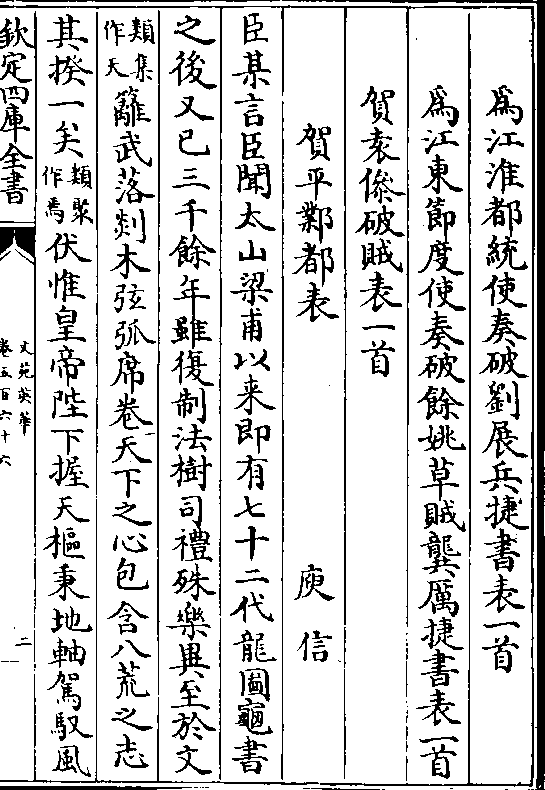 為江淮都統使奏破劉展兵捷書表一首
為江東節度使奏破餘姚草賊龔厲捷書表一首
賀袁傪破賊表一首
賀平鄴都表 庾信
臣某言臣聞太山梁甫以来即有七十二代龍圖龜書
之後又已三千餘年雖復制法樹司禮殊樂異至於文
類集作天籬武落剡木弦弧席卷天下之心包含八荒之志
其揆一矣類聚作焉伏惟皇帝陛下握天樞秉地軸駕馭風
欽定四庫全書
文苑英華
卷五百六十六
二